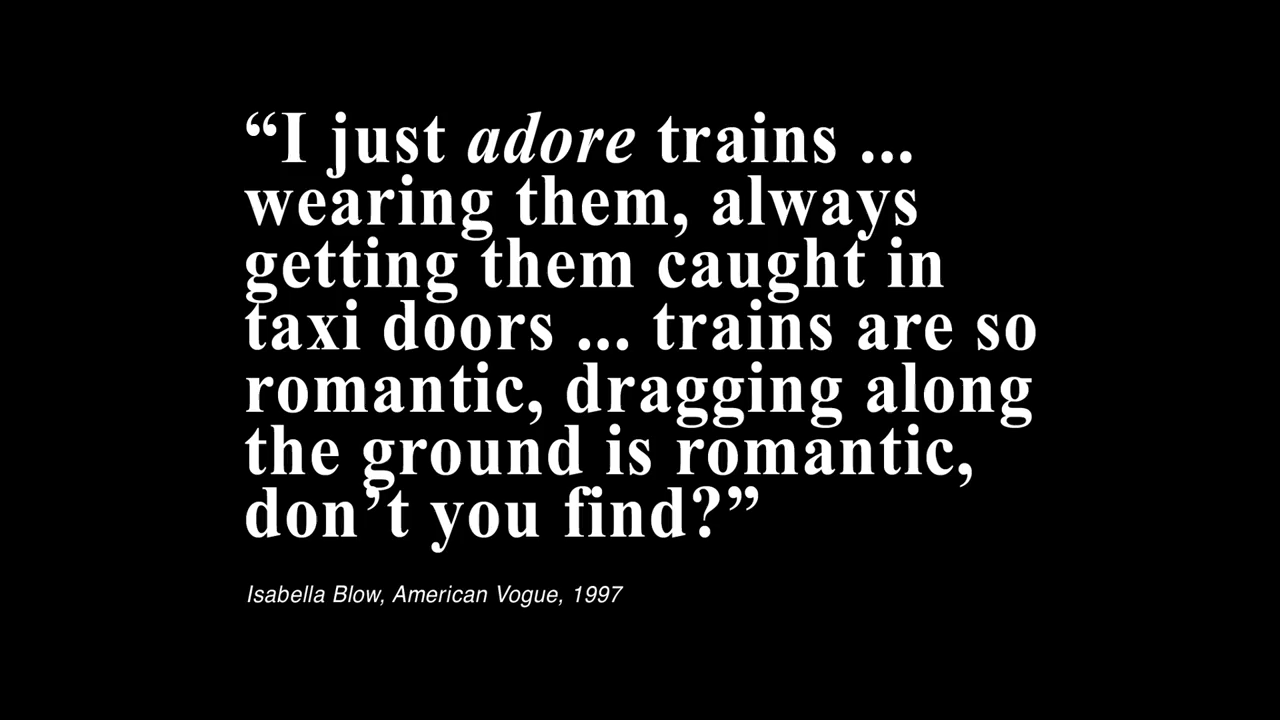 “I just adore trains ...
wearing them, always
getting them caught in
taxi doors ... trains are so
romantic, dragging along
the ground is romantic,
don’t you find?”
Isabella Blow, American Vogue, 1997